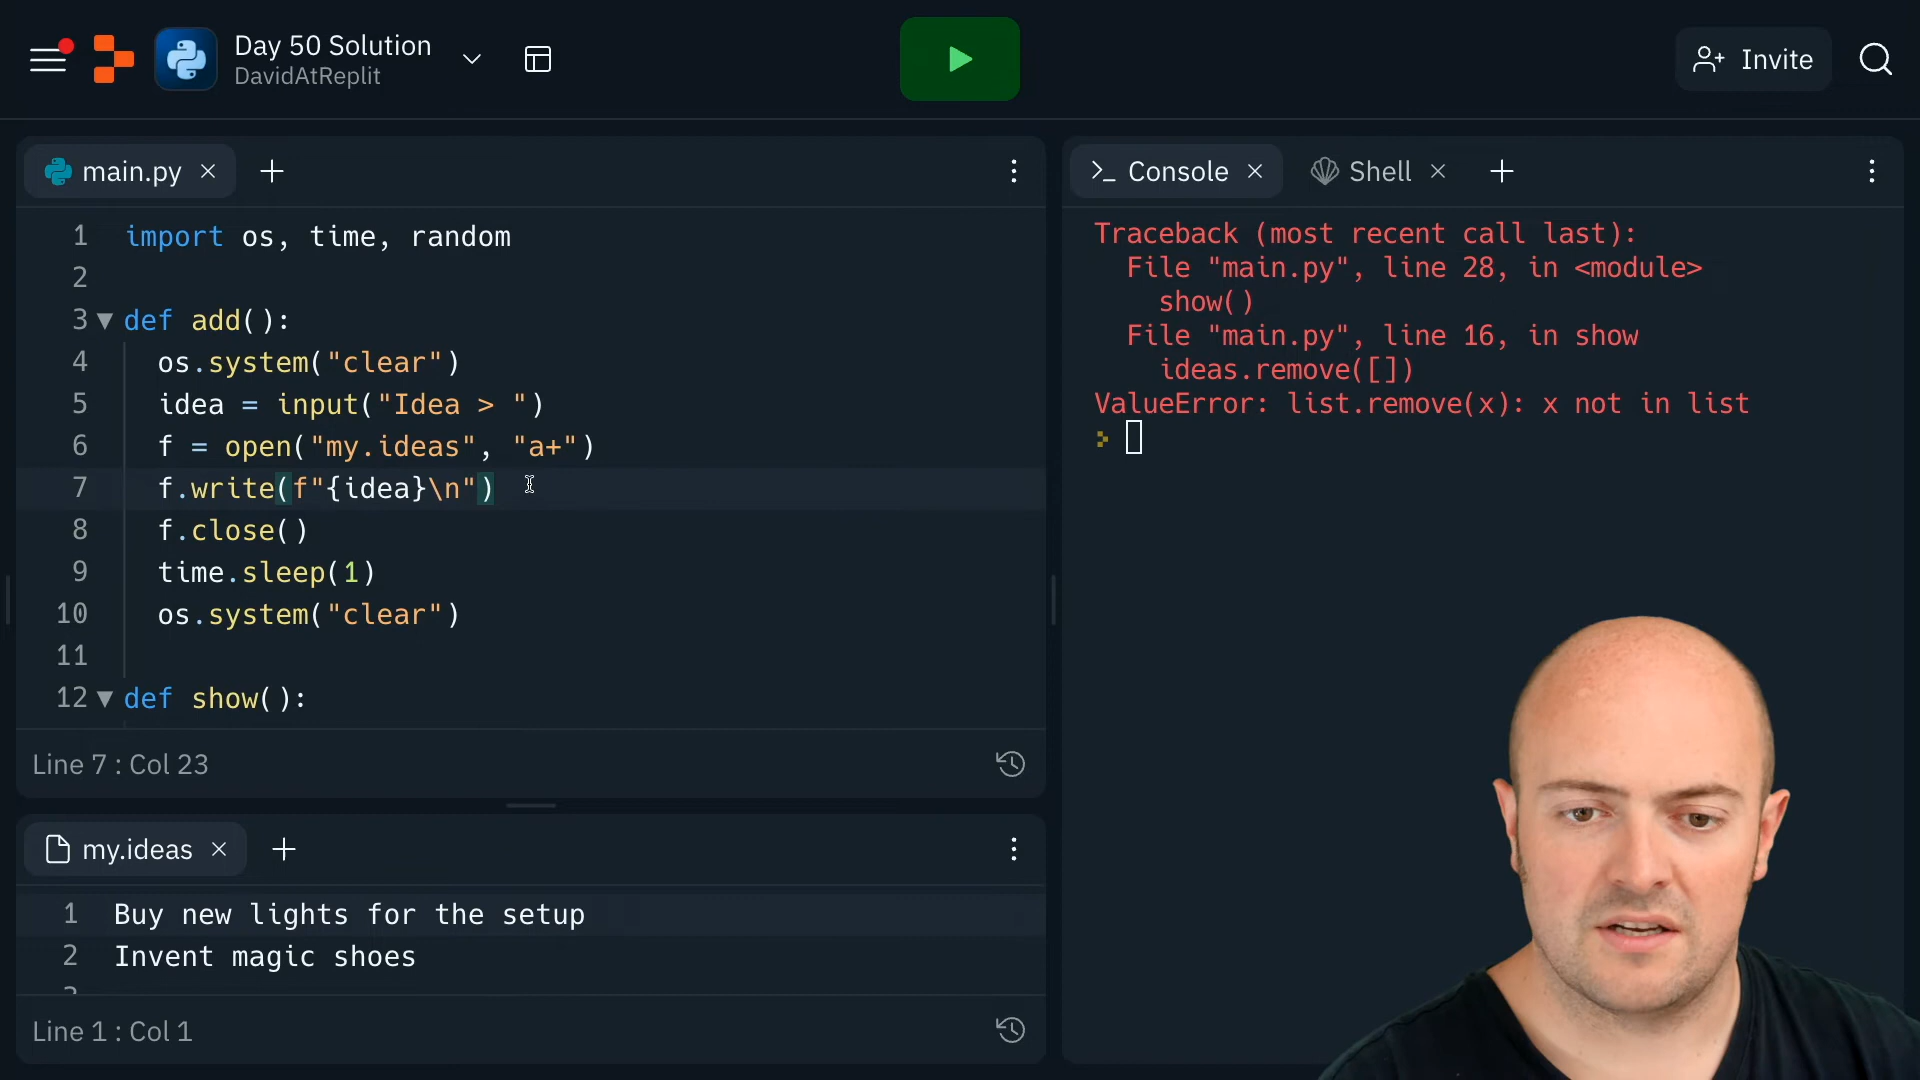 Day 50 Solution
DavidAtReplit
Invite
main.py
1 import os, time, random
2
3 def add():
4 os.system("clear")
5 idea = input("Idea > ")
6 f = open("my.ideas", "a+")
7 f.write(f"{idea}\n")
8 f.close()
9 time.sleep(1)
10 os.system("clear")
11
12 def show():
Line 7 : Col 23
my.ideas
1 Buy new lights for the setup
2 Invent magic shoes
Line 1 : Col 1
Console
Shell
Traceback (most recent call last):
File "main.py", line 28, in <module>
show()
File "main.py", line 16, in show
ideas.remove([])
ValueError: list.remove(x): x not in list